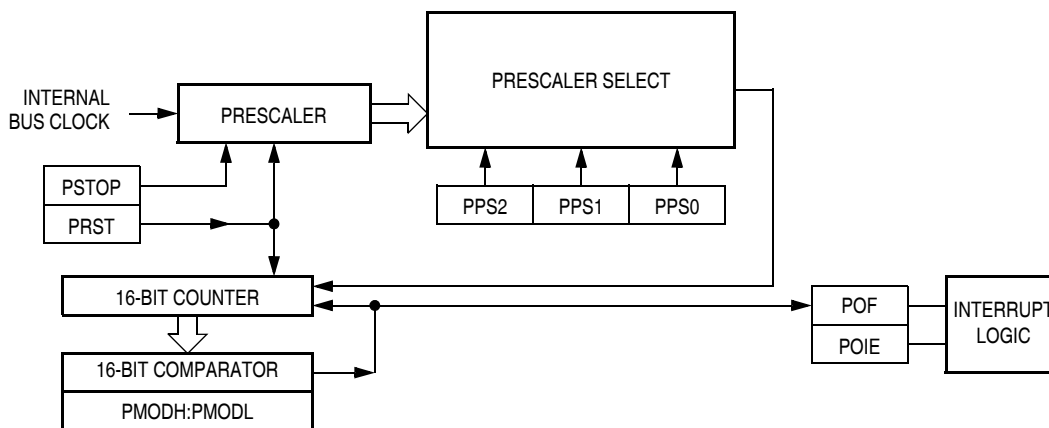 PRESCALER SELECT
INTERNAL
BUS CLOCK
PRESCALER
PSTOP
PRST
PPS2
PPS1
PPS0
16-BIT COUNTER
POF
POIE
INTERRUPT
LOGIC
16-BIT COMPARATOR
PMODH:PMODL